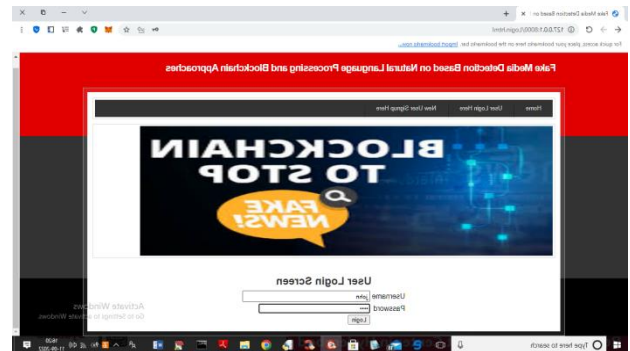 Fake Media Detection Based on
127.0.0.1:8000/Login.html
For quick access, place your bookmarks here on the bookmarks bar. Import bookmarks now...
Fake Media Detection Based on Natural Language Processing and Blockchain Approaches
Home User Login Here New User Signup Here
BLOCKCHAIN
TO STOP
FAKE
NEWS!
User Login Screen
Username john
Password
Login
Activate Windows
Go to Settings to activate Windows.
Type here to search
16:20